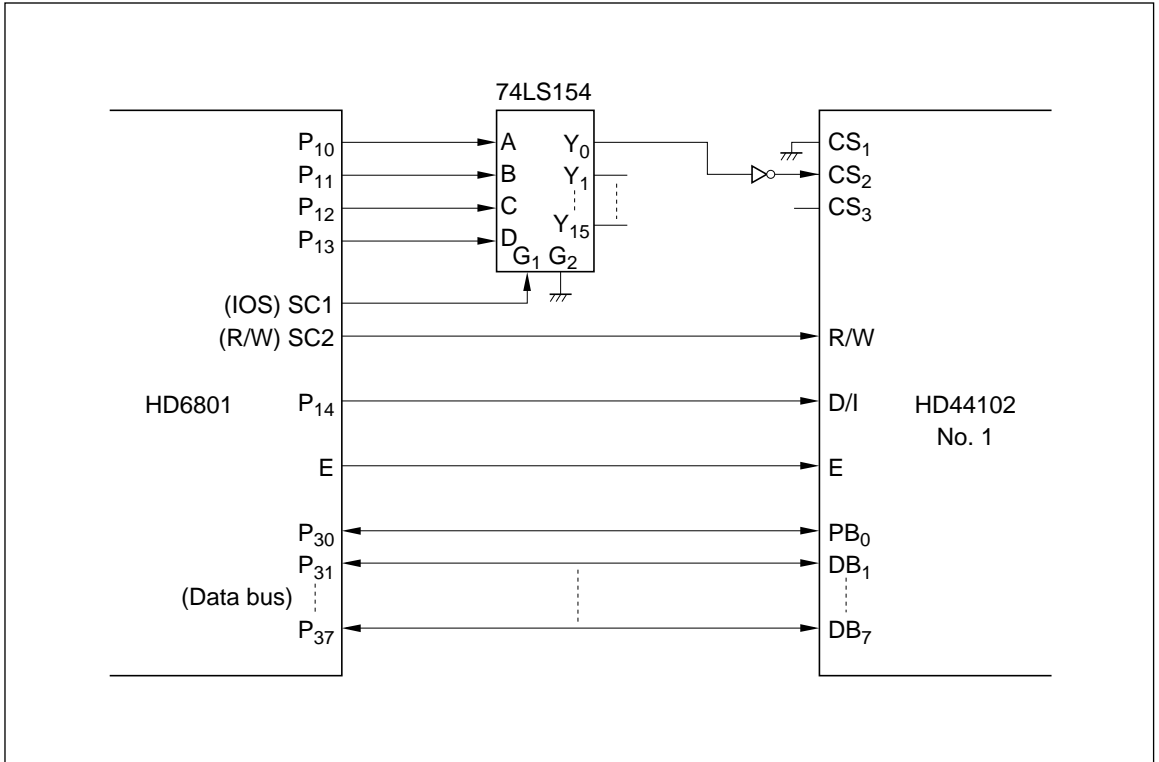 74LS154
P10 A Y0 CS1
P11 B Y1 CS2
P12 C CS3
P13 D Y15
G1 G2
(IOS) SC1
(R/W) SC2 R/W
HD6801 P14 D/I HD44102
No. 1
E E
P30 PB0
P31 DB1
(Data bus)
P37 DB7